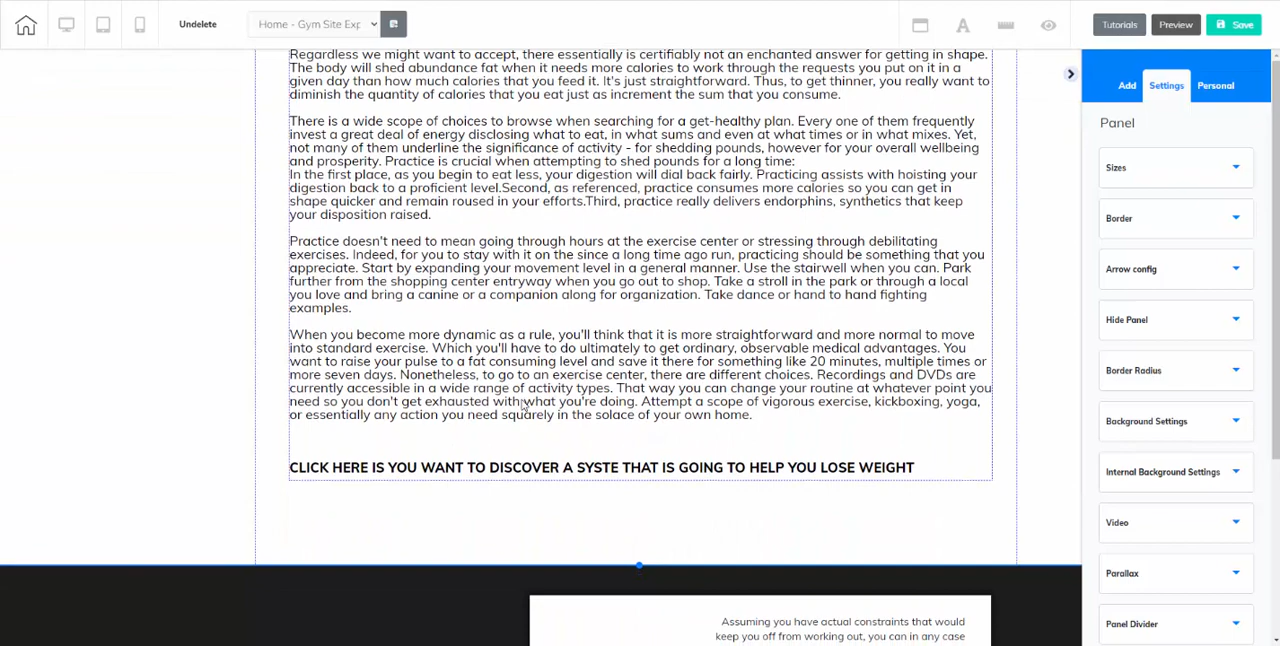 Undelete
Home - Gym Site Exp
Tutorials
Preview
Save
Regardless we might want to accept, there essentially is certifiably not an enchanted answer for getting in shape.
The body will shed abundance fat when it needs more calories to work through the requests you put on it in a
given day than how much calories that you feed it. It's just straightforward. Thus, to get thinner, you really want to
diminish the quantity of calories that you eat just as increment the sum that you consume.
There is a wide scope of choices to browse when searching for a get-healthy plan. Every one of them frequently
invest a great deal of energy disclosing what to eat, in what sums and even at what times or in what mixes. Yet,
not many of them underline the significance of activity - for shedding pounds, however for your overall wellbeing
and prosperity. Practice is crucial when attempting to shed pounds for a long time:
In the first place, as you begin to eat less, your digestion will dial back fairly. Practicing assists with hoisting your
digestion back to a proficient level.Second, as referenced, practice consumes more calories so you can get in
shape quicker and remain roused in your efforts.Third, practice really delivers endorphins, synthetics that keep
your disposition raised.
Practice doesn't need to mean going through hours at the exercise center or stressing through debilitating
exercises. Indeed, for you to stay with it on the since a long time ago run, practicing should be something that you
appreciate. Start by expanding your movement level in a general manner. Use the stairwell when you can. Park
further from the shopping center entryway when you go out to shop. Take a stroll in the park or through a local
you love and bring a canine or a companion along for organization. Take dance or hand to hand fighting
examples.
When you become more dynamic as a rule, you'll think that it is more straightforward and more normal to move
into standard exercise. Which you'll have to do ultimately to get ordinary, observable medical advantages. You
want to raise your pulse to a fat consuming level and save it there for something like 20 minutes, multiple times or
more seven days. Nonetheless, to go to an exercise center, there are different choices. Recordings and DVDs are
currently accessible in a wide range of activity types. That way you can change your routine at whatever point you
need so you don't get exhausted with what you're doing. Attempt a scope of vigorous exercise, kickboxing, yoga,
or essentially any action you need squarely in the solace of your own home.
CLICK HERE IS YOU WANT TO DISCOVER A SYSTE THAT IS GOING TO HELP YOU LOSE WEIGHT
Assuming you have actual constraints that would
keep you off from working out, you can in any case
Add
Settings
Personal
Panel
Sizes
Border
Arrow config
Hide Panel
Border Radius
Background Settings
Internal Background Settings
Video
Parallax
Panel Divider